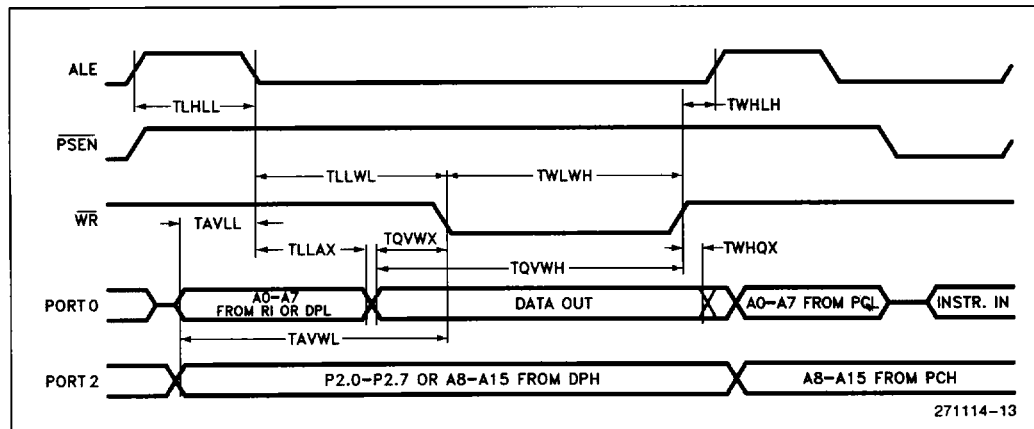 ALE
TLHLL
TWHLH
PSEN
TLLWL
TWLWH
WR
TAVLL
TLLAX
TQVWX
TWHQX
TQVWH
PORT 0
A0-A7
FROM RI OR DPL
DATA OUT
A0-A7 FROM PCL
INSTR. IN
TAVWL
PORT 2
P2.0-P2.7 OR A8-A15 FROM DPH
A8-A15 FROM PCH
271114-13